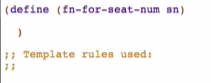 (define (fn-for-seat-num sn)
)
;; Template rules used:
;;